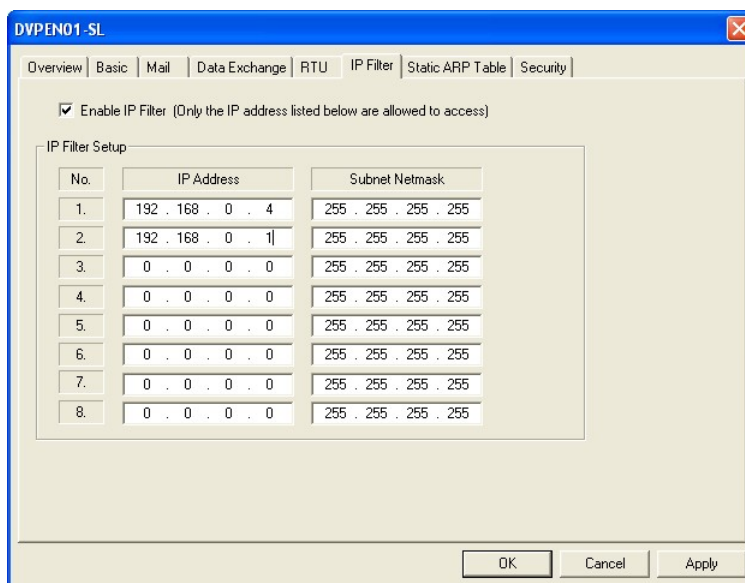 DVPEN01-SL
Overview Basic Mail Data Exchange RTU IP Filter Static ARP Table Security
Enable IP Filter (Only the IP address listed below are allowed to access)
IP Filter Setup
No. IP Address Subnet Netmask
1. 192 . 168 . 0 . 4 255 . 255 . 255 . 255
2. 192 . 168 . 0 . 1 255 . 255 . 255 . 255
3. 0 . 0 . 0 . 0 255 . 255 . 255 . 255
4. 0 . 0 . 0 . 0 255 . 255 . 255 . 255
5. 0 . 0 . 0 . 0 255 . 255 . 255 . 255
6. 0 . 0 . 0 . 0 255 . 255 . 255 . 255
7. 0 . 0 . 0 . 0 255 . 255 . 255 . 255
8. 0 . 0 . 0 . 0 255 . 255 . 255 . 255
OK Cancel Apply